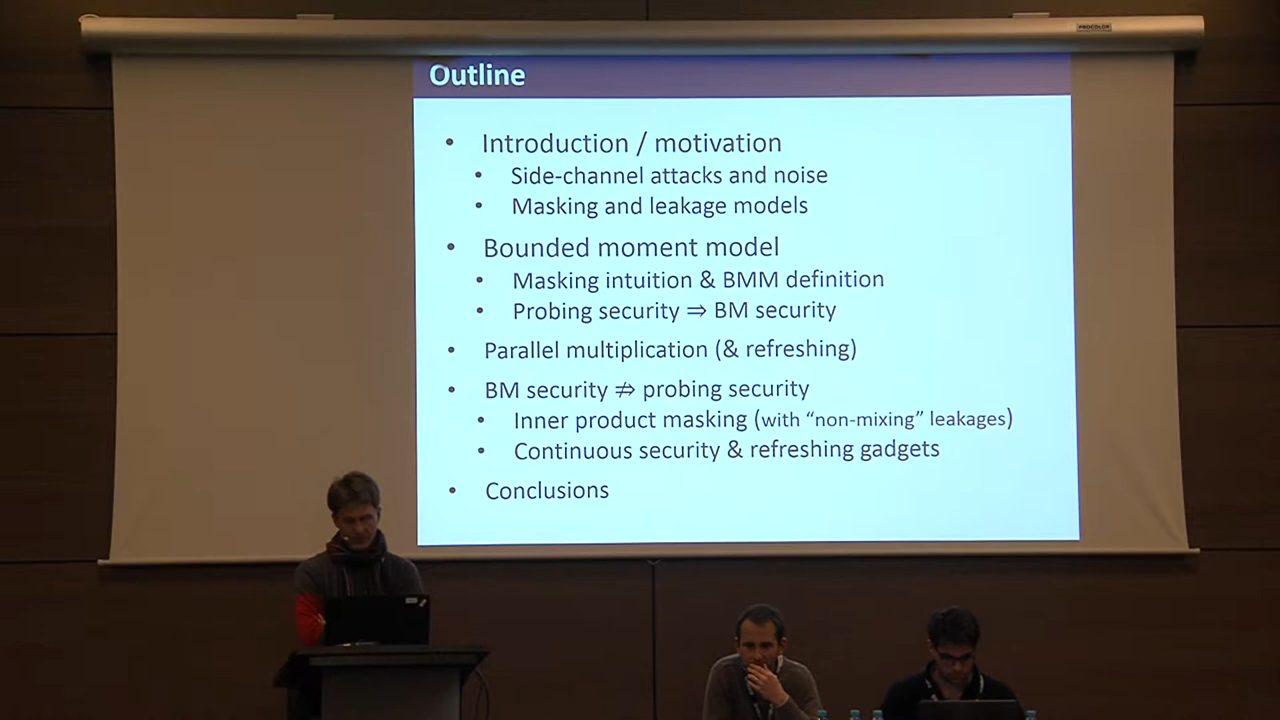 PROCOLOR
Outline
• Introduction / motivation
• Side-channel attacks and noise
• Masking and leakage models
• Bounded moment model
• Masking intuition & BMM definition
• Probing security ⇒ BM security
• Parallel multiplication (& refreshing)
• BM security ⇏ probing security
• Inner product masking (with “non-mixing” leakages)
• Continuous security & refreshing gadgets
• Conclusions